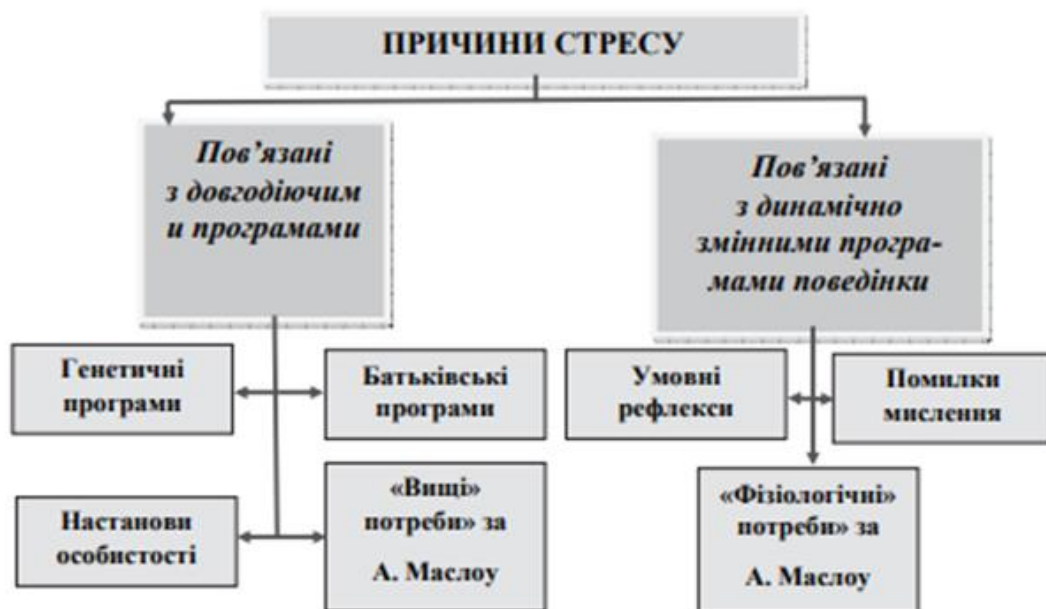 ПРИЧИНИ СТРЕСУ
Пов’язані
з довгодіючим
и програмами
Пов’язані
з динамічно
змінними програ-
мами поведінки
Генетичні
програми
Батьківські
програми
Умовні
рефлекси
Помилки
мислення
Настанови
особистості
«Вищі»
потреби» за
А. Маслоу
«Фізіологічні»
потреби» за
А. Маслоу